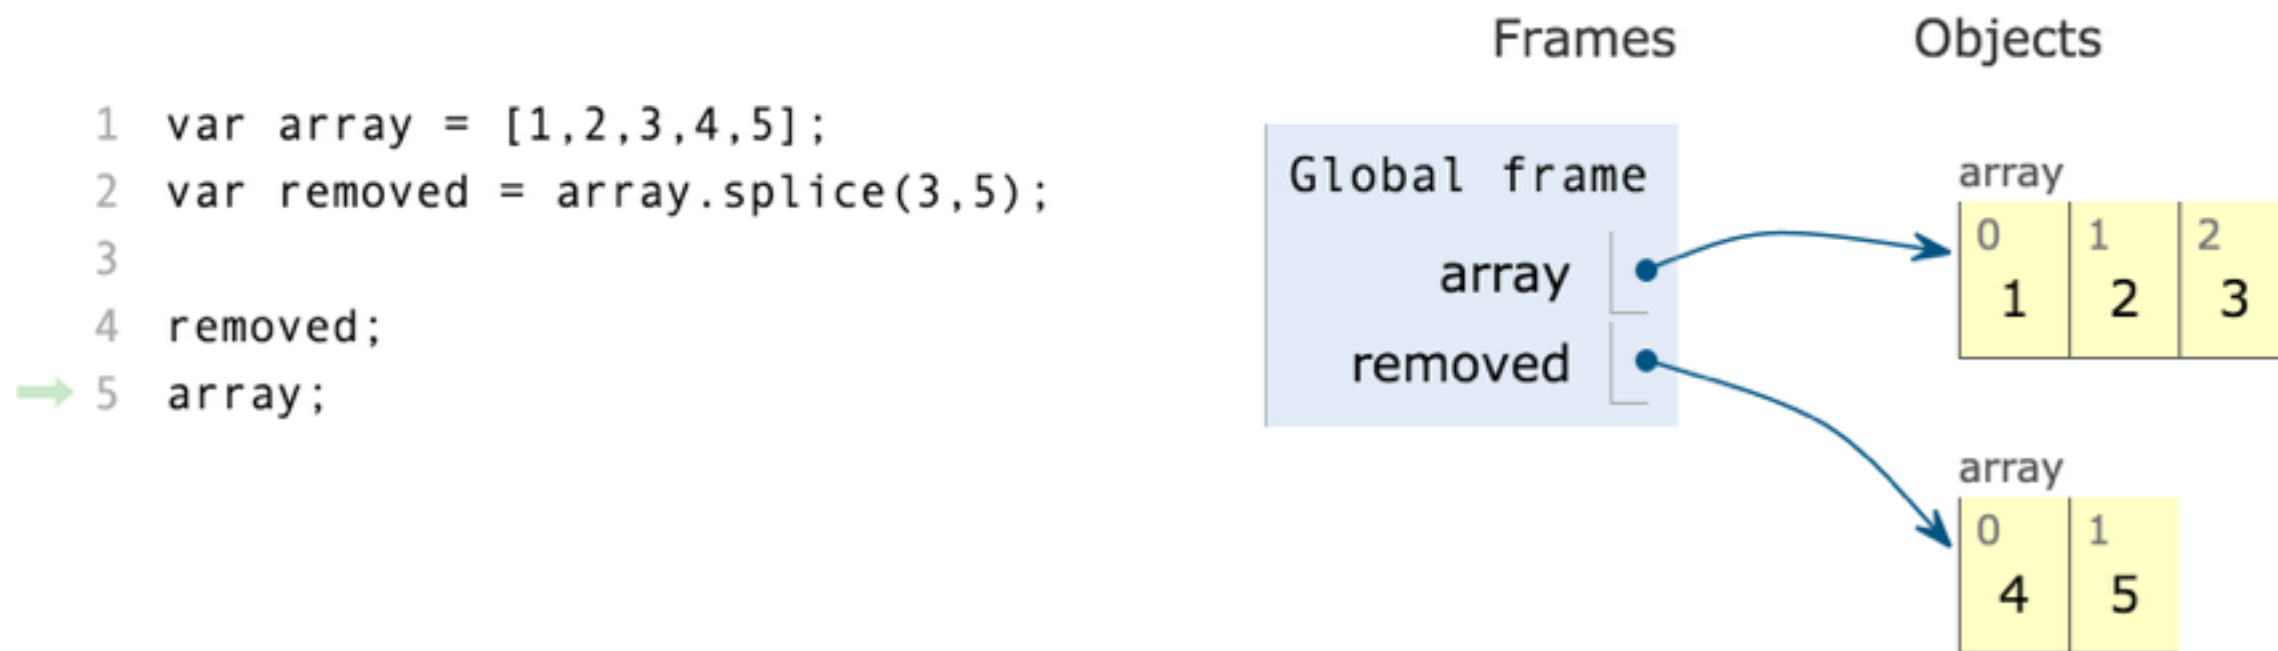 1 var array = [1,2,3,4,5];
2 var removed = array.splice(3,5);
3
4 removed;
5 array;
Frames Objects
Global frame
array
removed
array
0 1 2
1 2 3
array
0 1
4 5